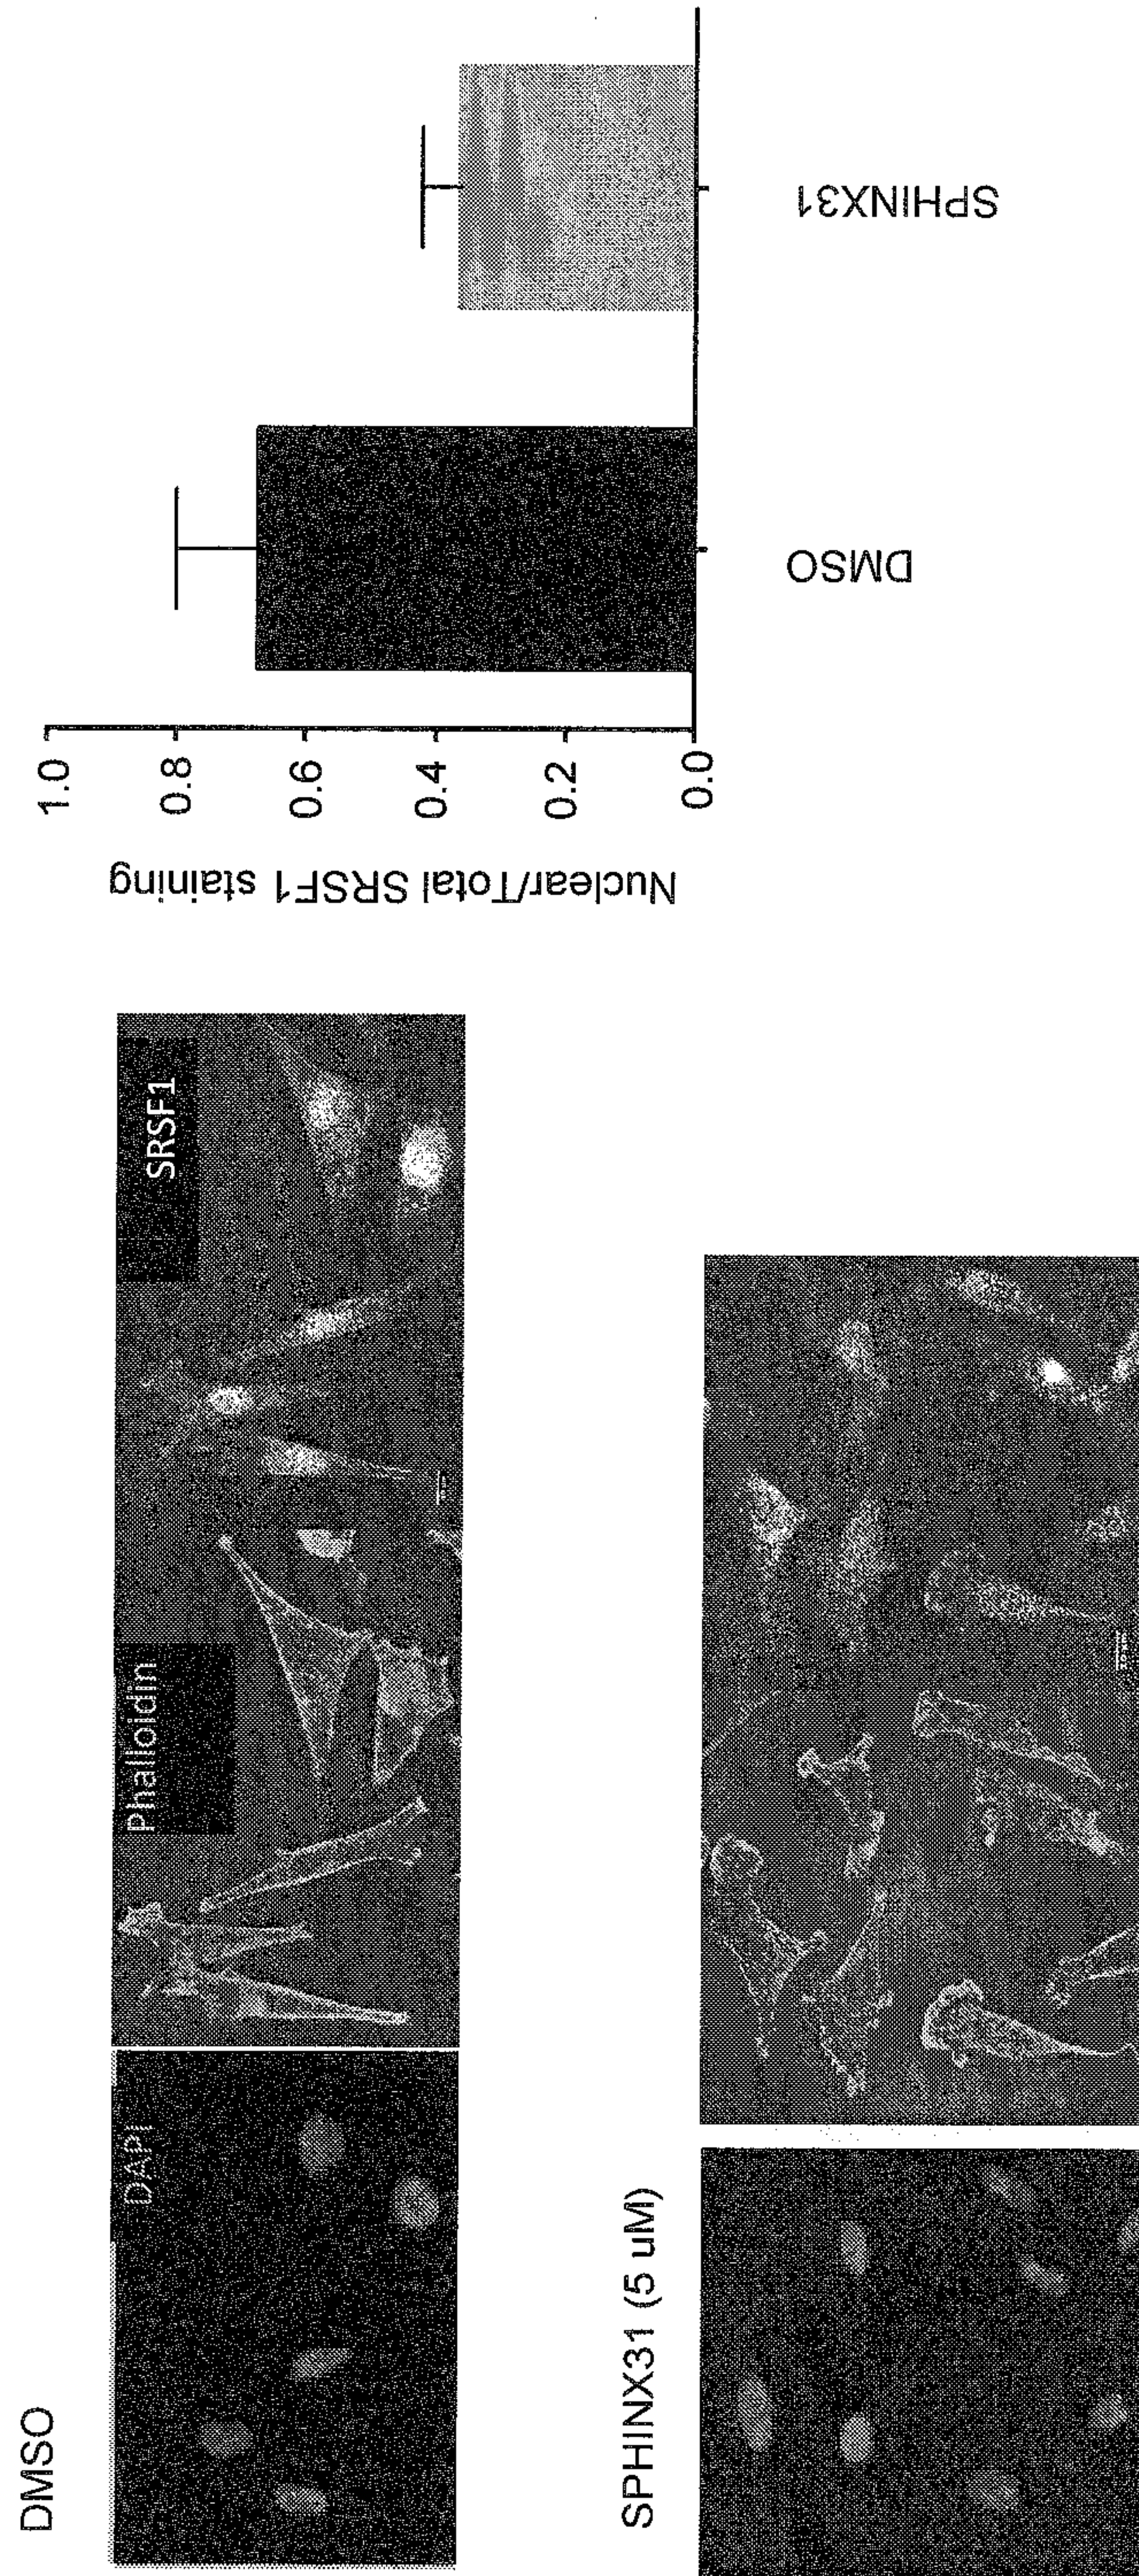 DMSO
DAPI
Phalloidin
SRSF1
SPHINX31 (5 uM)
Nuclear/Total SRSF1 staining
1.0
0.8
0.6
0.4
0.2
0.0
DMSO
SPHINX31